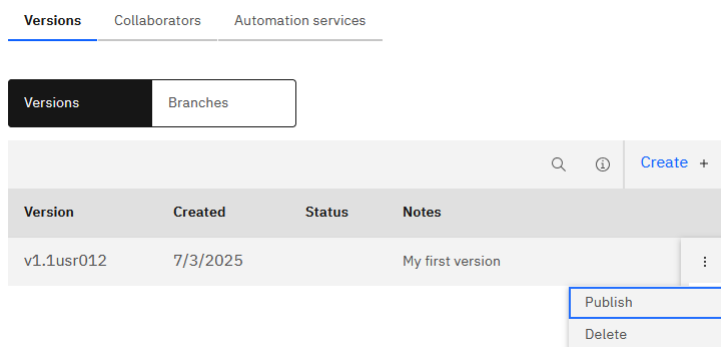 Versions Collaborators Automation services
Versions Branches
Create +
Version Created Status Notes
v1.1usr012 7/3/2025 My first version
Publish
Delete